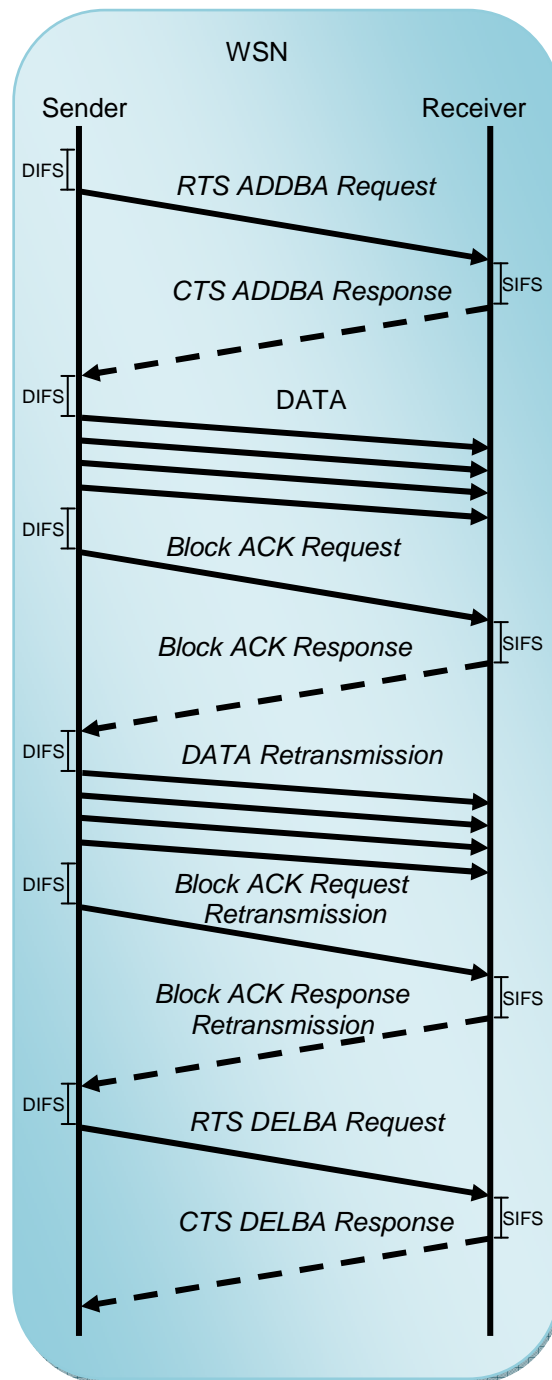 WSN
Sender
Receiver
DIFS
RTS ADDBA Request
SIFS
CTS ADDBA Response
DIFS
DATA
DIFS
Block ACK Request
SIFS
Block ACK Response
DIFS
DATA Retransmission
DIFS
Block ACK Request
Retransmission
SIFS
Block ACK Response
Retransmission
DIFS
RTS DELBA Request
SIFS
CTS DELBA Response